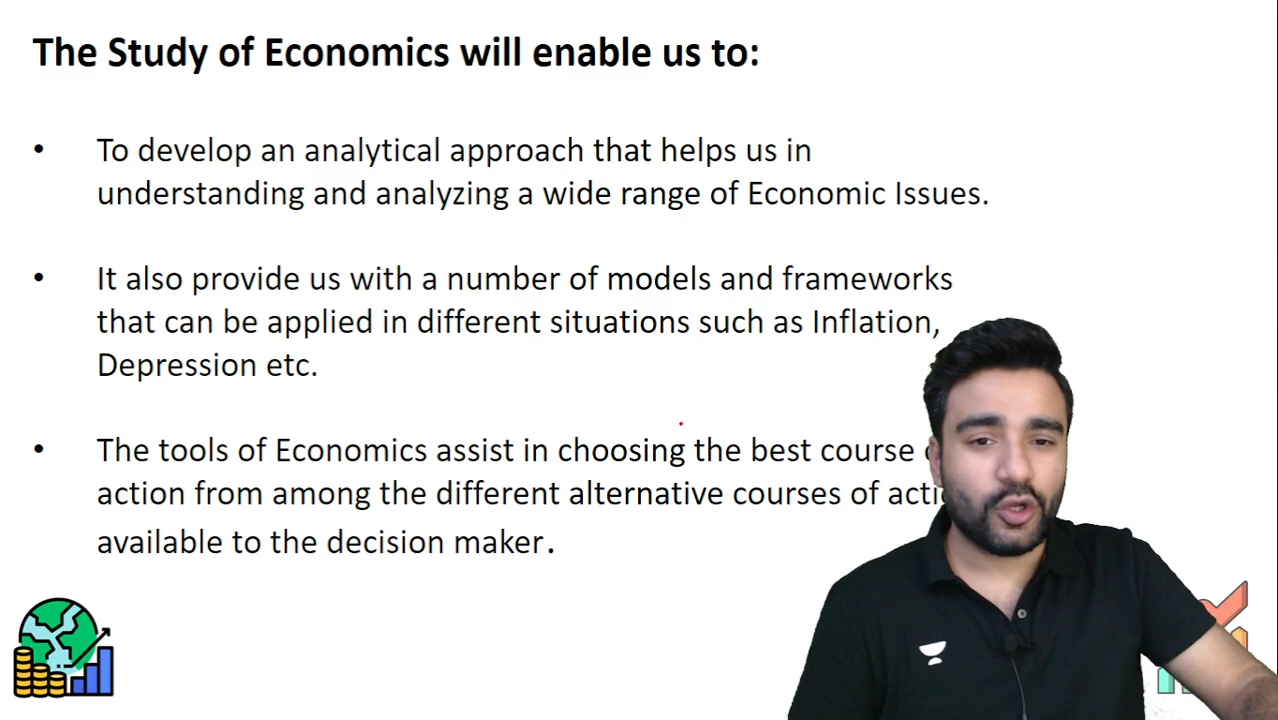 The Study of Economics will enable us to:
• To develop an analytical approach that helps us in
understanding and analyzing a wide range of Economic Issues.
• It also provide us with a number of models and frameworks
that can be applied in different situations such as Inflation,
Depression etc.
• The tools of Economics assist in choosing the best course
action from among the different alternative courses of
available to the decision maker.